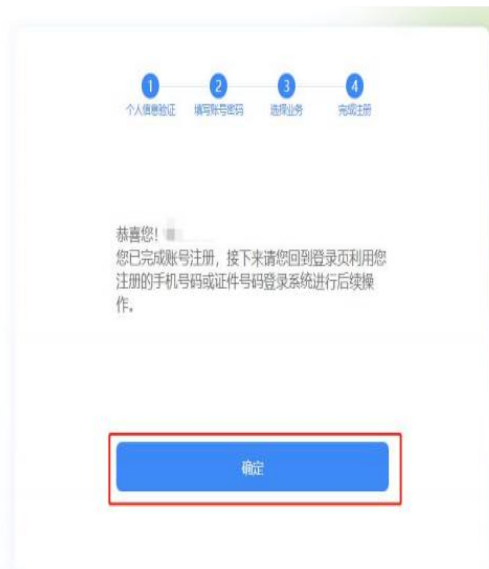 1
2
3
4
个人信息验证
填写账号密码
选择业务
完成注册
恭喜您!
您已完成账号注册，接下来请您回到登录页利用您
注册的手机号码或证件号码登录系统进行后续操
作。
确定